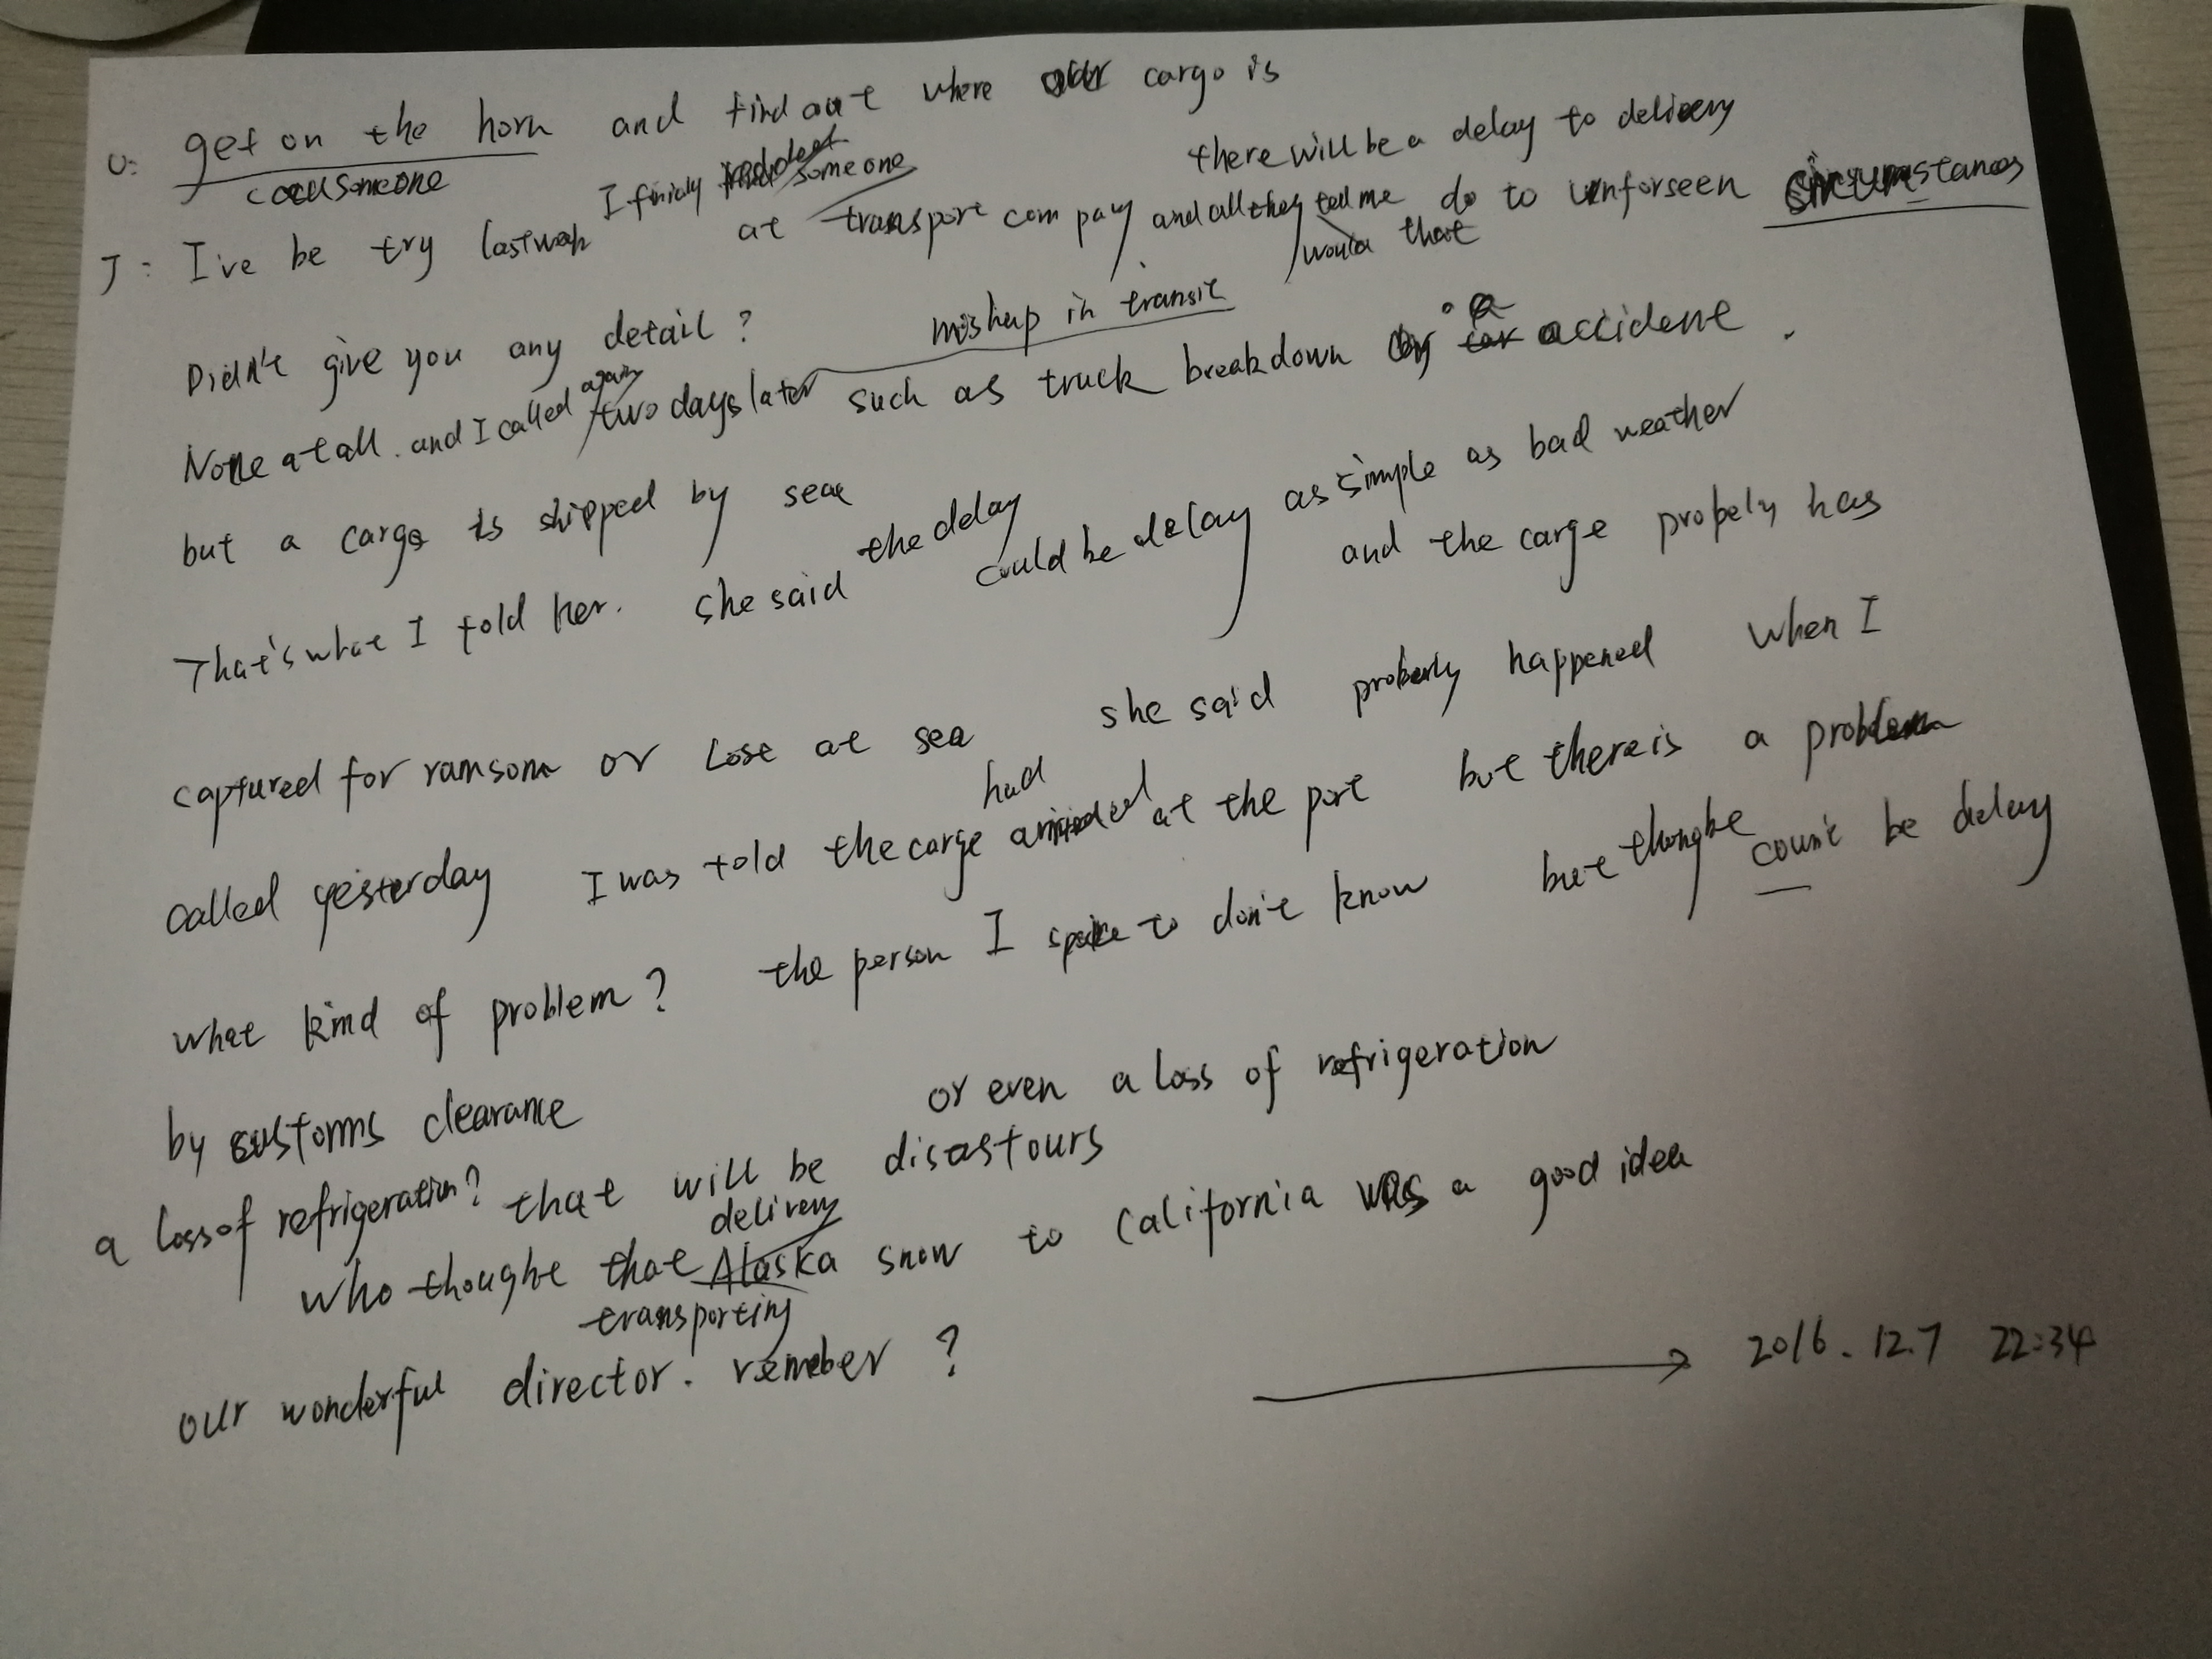 U: get on the horn and find out where our cargo is
call someone
J: I've be try lastweek I finily someone at transport compay and all they tell me would that there will be a delay to delivery do to unforseen circumstances
Didn't give you any detail?
mishap in transit
None at all. and I called again two days later such as truck breakdown or a accident.
but a cargo is shipped by sea
That's what I told her. she said the delay could be delay as simple as bad weather and the carge probely has
captured for ransom or Lose at sea she said proberly happened when I
called yesterday I was told the carge had arrived at the port but there is a problem
what kind of problem? the person I spoke to don't know but thought coun't be delay
by customs clearance or even a loss of refrigeration
a loss of refrigeration? that will be disastours
who thought that delivery Alaska snow to California was a good idea
transporting
our wonderful director. remeber?
2016.12.7 22:34